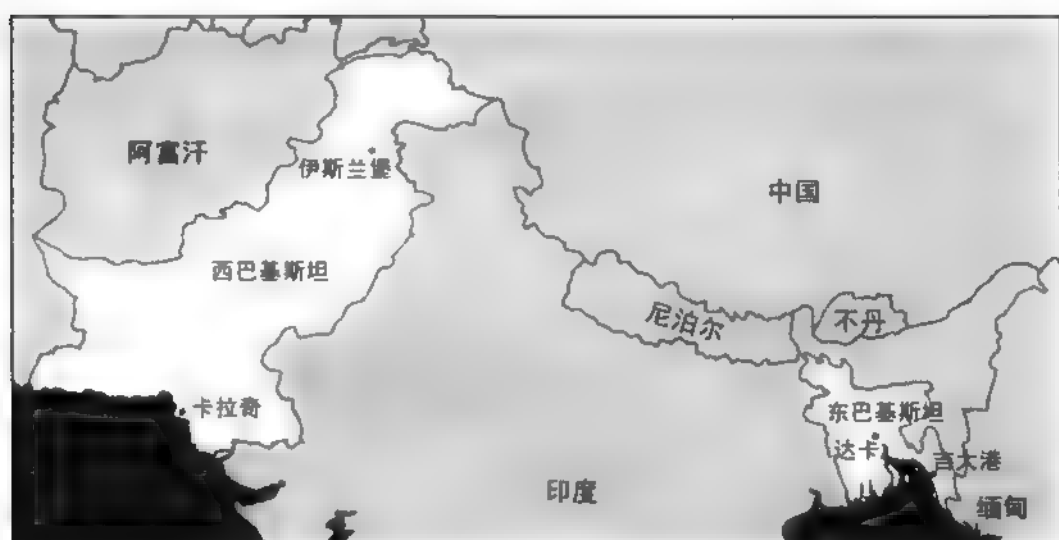 阿富汗
伊斯兰堡
中国
西巴基斯坦
尼泊尔
不丹
卡拉奇
东巴基斯坦
达卡
吉大港
印度
缅甸